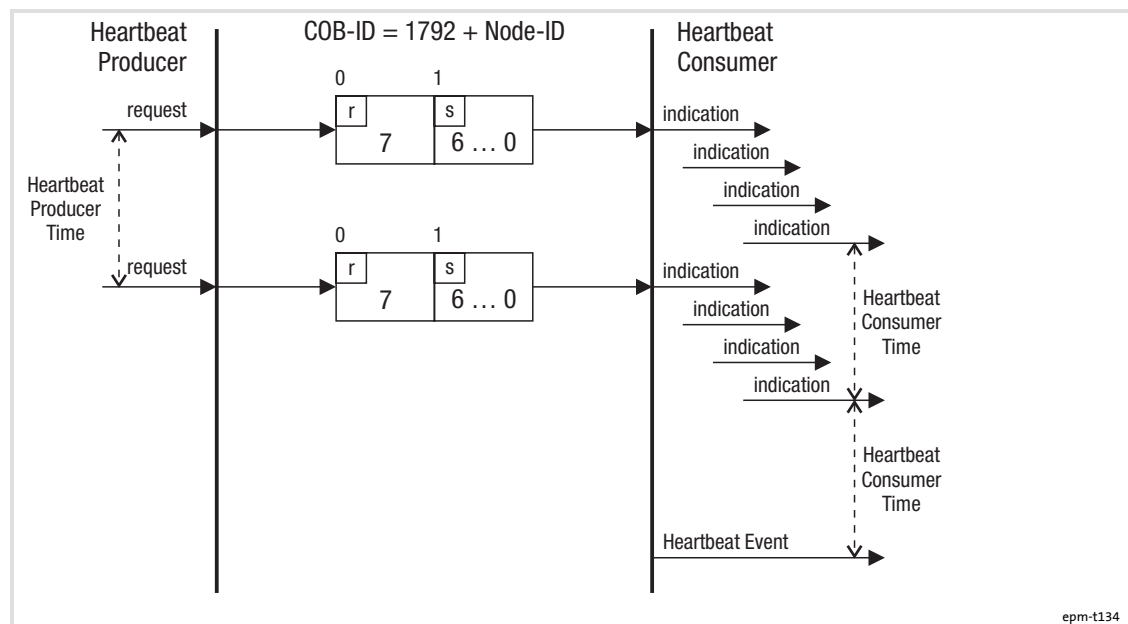 Heartbeat
Producer
COB-ID = 1792 + Node-ID
Heartbeat
Consumer
0 1
request
r s
7 6 … 0
indication
indication
indication
indication
Heartbeat
Producer
Time
0 1
request
r s
7 6 … 0
indication
indication
indication
indication
Heartbeat
Consumer
Time
Heartbeat
Consumer
Time
Heartbeat Event
epm-t134